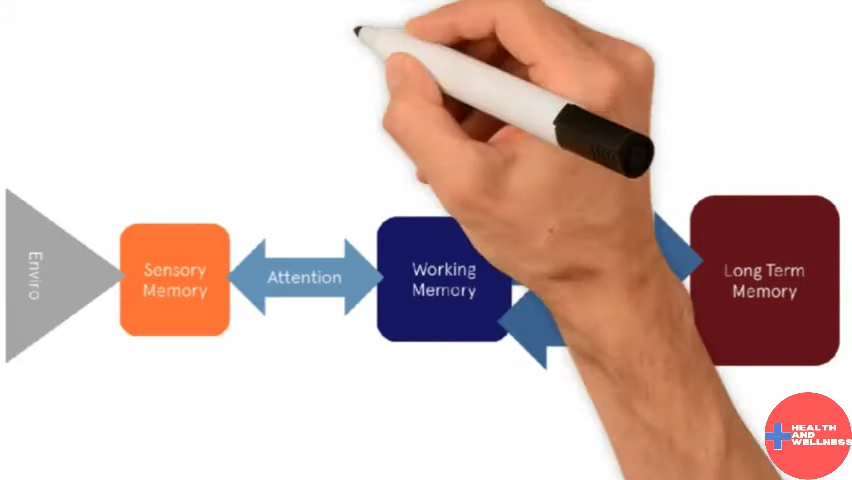 Enviro
Sensory
Memory
Attention
Working
Memory
Long Term
Memory
HEALTH
AND
WELLNESS